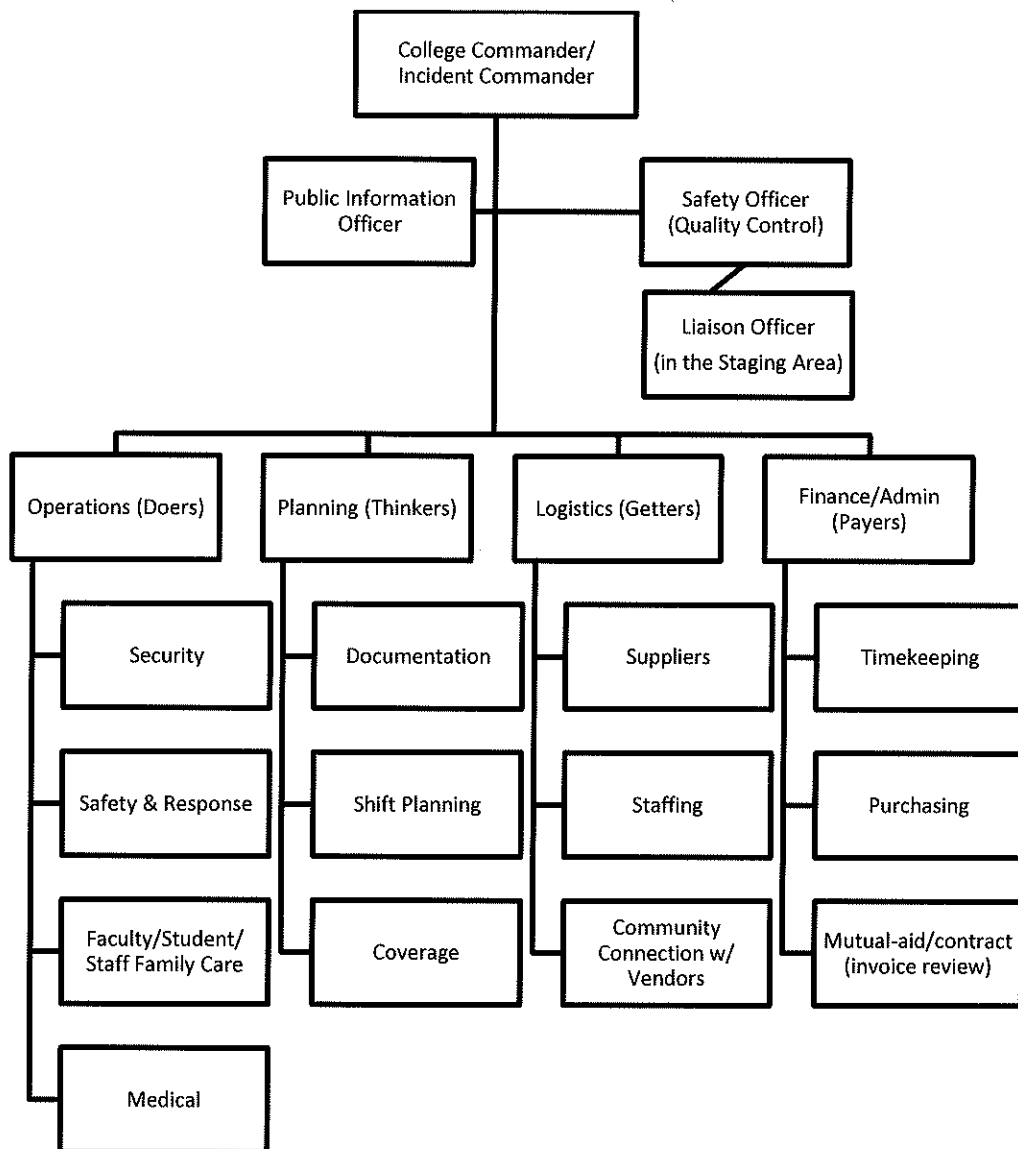 College Commander/
Incident Commander
Public Information
Officer
Safety Officer
(Quality Control)
Liaison Officer
(in the Staging Area)
Operations (Doers)
Planning (Thinkers)
Logistics (Getters)
Finance/Admin
(Payers)
Security
Documentation
Suppliers
Timekeeping
Safety & Response
Shift Planning
Staffing
Purchasing
Faculty/Student/
Staff Family Care
Coverage
Community
Connection w/
Vendors
Mutual-aid/contract
(invoice review)
Medical